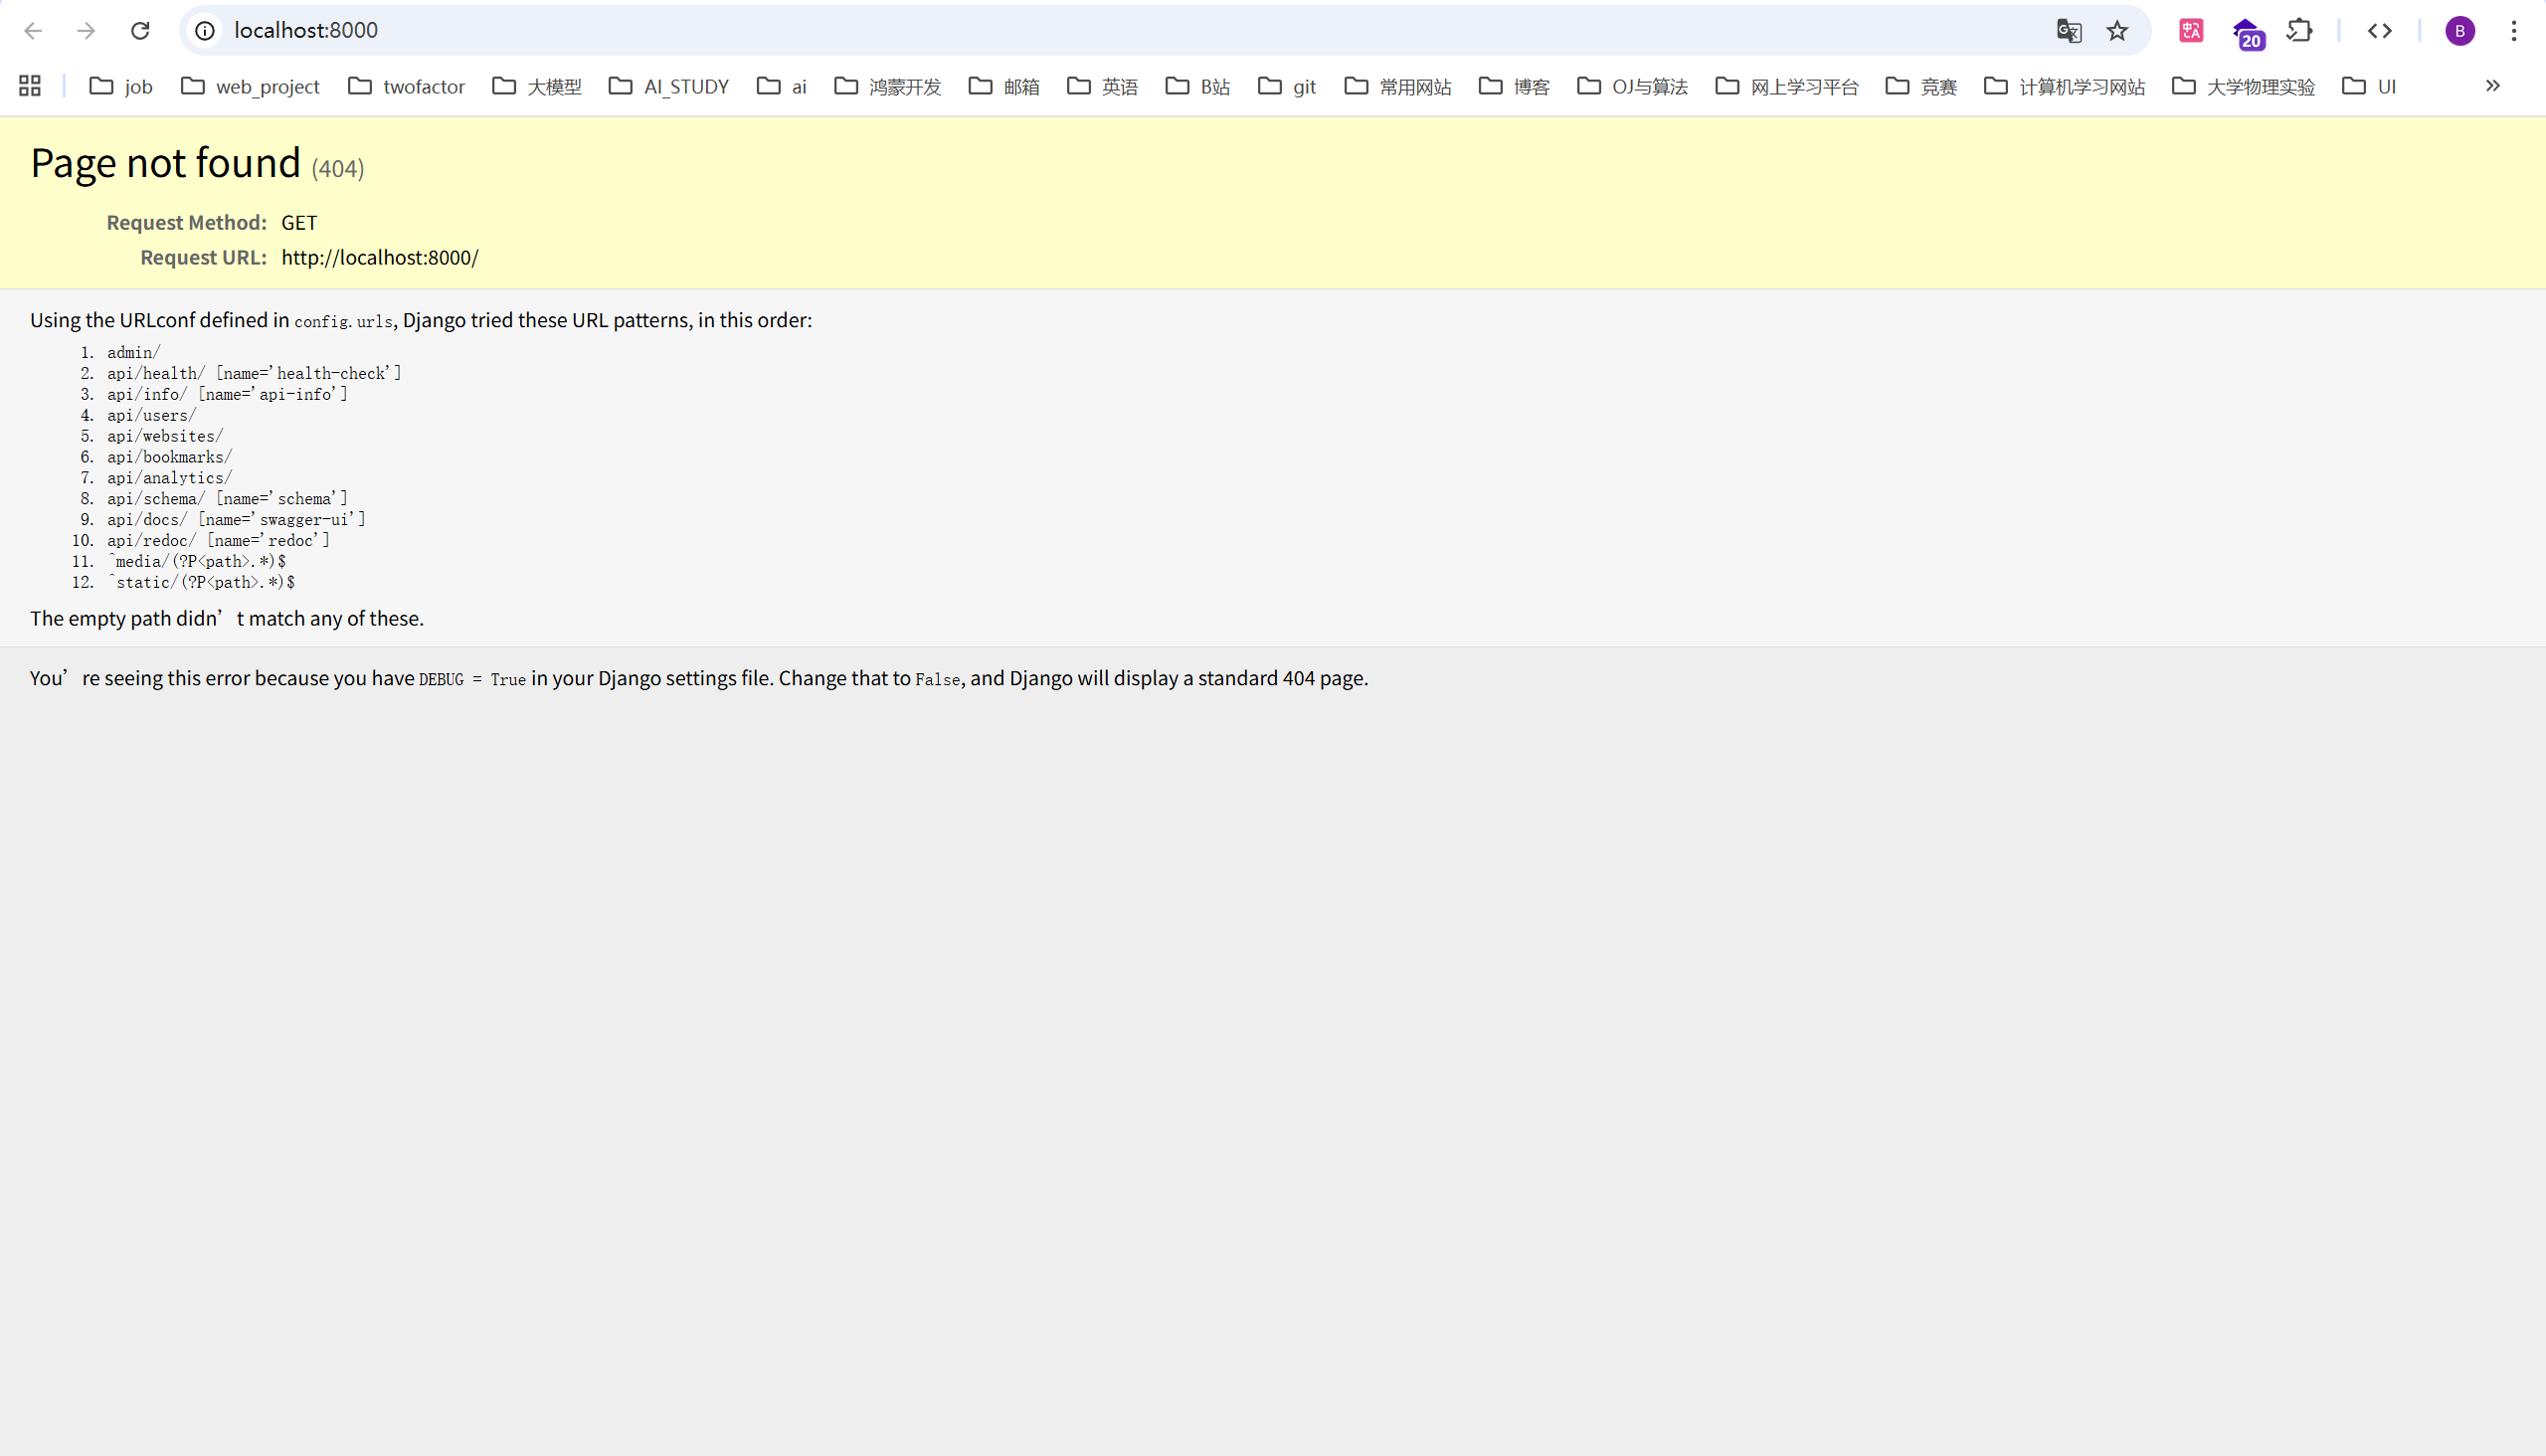 localhost:8000
20
B
job web_project twofactor 大模型 AI_STUDY ai 鸿蒙开发 邮箱 英语 B站 git 常用网站 博客 OJ与算法 网上学习平台 竞赛 计算机学习网站 大学物理实验 UI
Page not found (404)
Request Method: GET
Request URL: http://localhost:8000/
Using the URLconf defined in config.urls, Django tried these URL patterns, in this order:
1. admin/
2. api/health/ [name='health-check']
3. api/info/ [name='api-info']
4. api/users/
5. api/websites/
6. api/bookmarks/
7. api/analytics/
8. api/schema/ [name='schema']
9. api/docs/ [name='swagger-ui']
10. api/redoc/ [name='redoc']
11. ^media/(?P<path>.*)$
12. ^static/(?P<path>.*)$
The empty path didn’t match any of these.
You’re seeing this error because you have DEBUG = True in your Django settings file. Change that to False, and Django will display a standard 404 page.